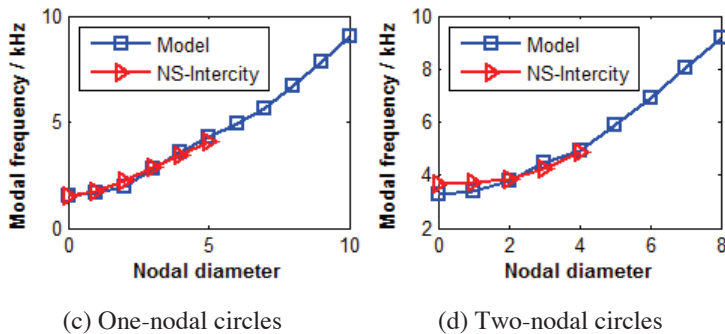 10
Model
NS-Intercity
5
0
0 5 10
Modal frequency / kHz
Nodal diameter
(c) One-nodal circles
10
Model
NS-Intercity
8
6
4
2
0 2 4 6 8
Modal frequency / kHz
Nodal diameter
(d) Two-nodal circles